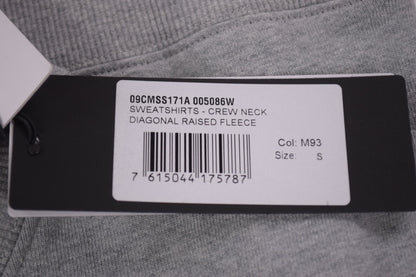 09CMSS171A 005086W
SWEATSHIRTS - CREW NECK
DIAGONAL RAISED FLEECE
Col: M93
Size: S
7 615044 175787